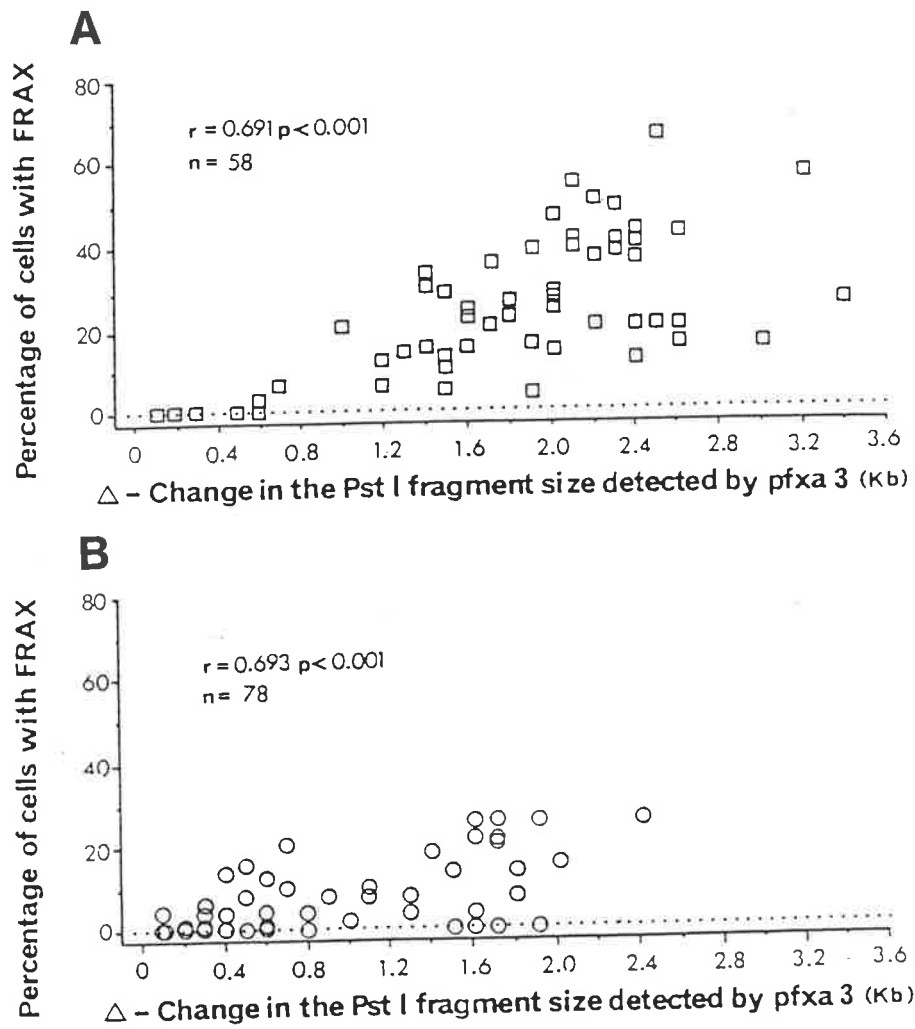 A
Percentage of cells with FRAX
80
60
40
20
0
r = 0.691 p< 0.001
n = 58
0 0.4 0.8 1.2 1.6 2.0 2.4 2.8 3.2 3.6
△ – Change in the Pst I fragment size detected by pfxa 3 (Kb)
B
Percentage of cells with FRAX
80
60
40
20
0
r = 0.693 p< 0.001
n = 78
0 0.4 0.8 1.2 1.6 2.0 2.4 2.8 3.2 3.6
△ – Change in the Pst I fragment size detected by pfxa 3 (Kb)